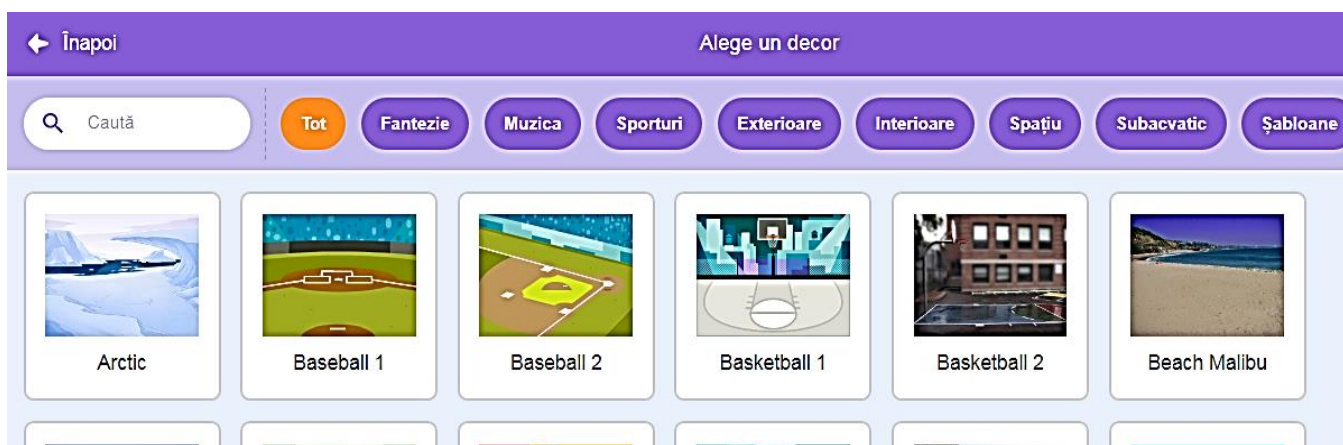 Înapoi Alege un decor
Caută Tot Fantezie Muzica Sporturi Exterioare Interioare Spațiu Subacvatic Șabloane
Arctic Baseball 1 Baseball 2 Basketball 1 Basketball 2 Beach Malibu